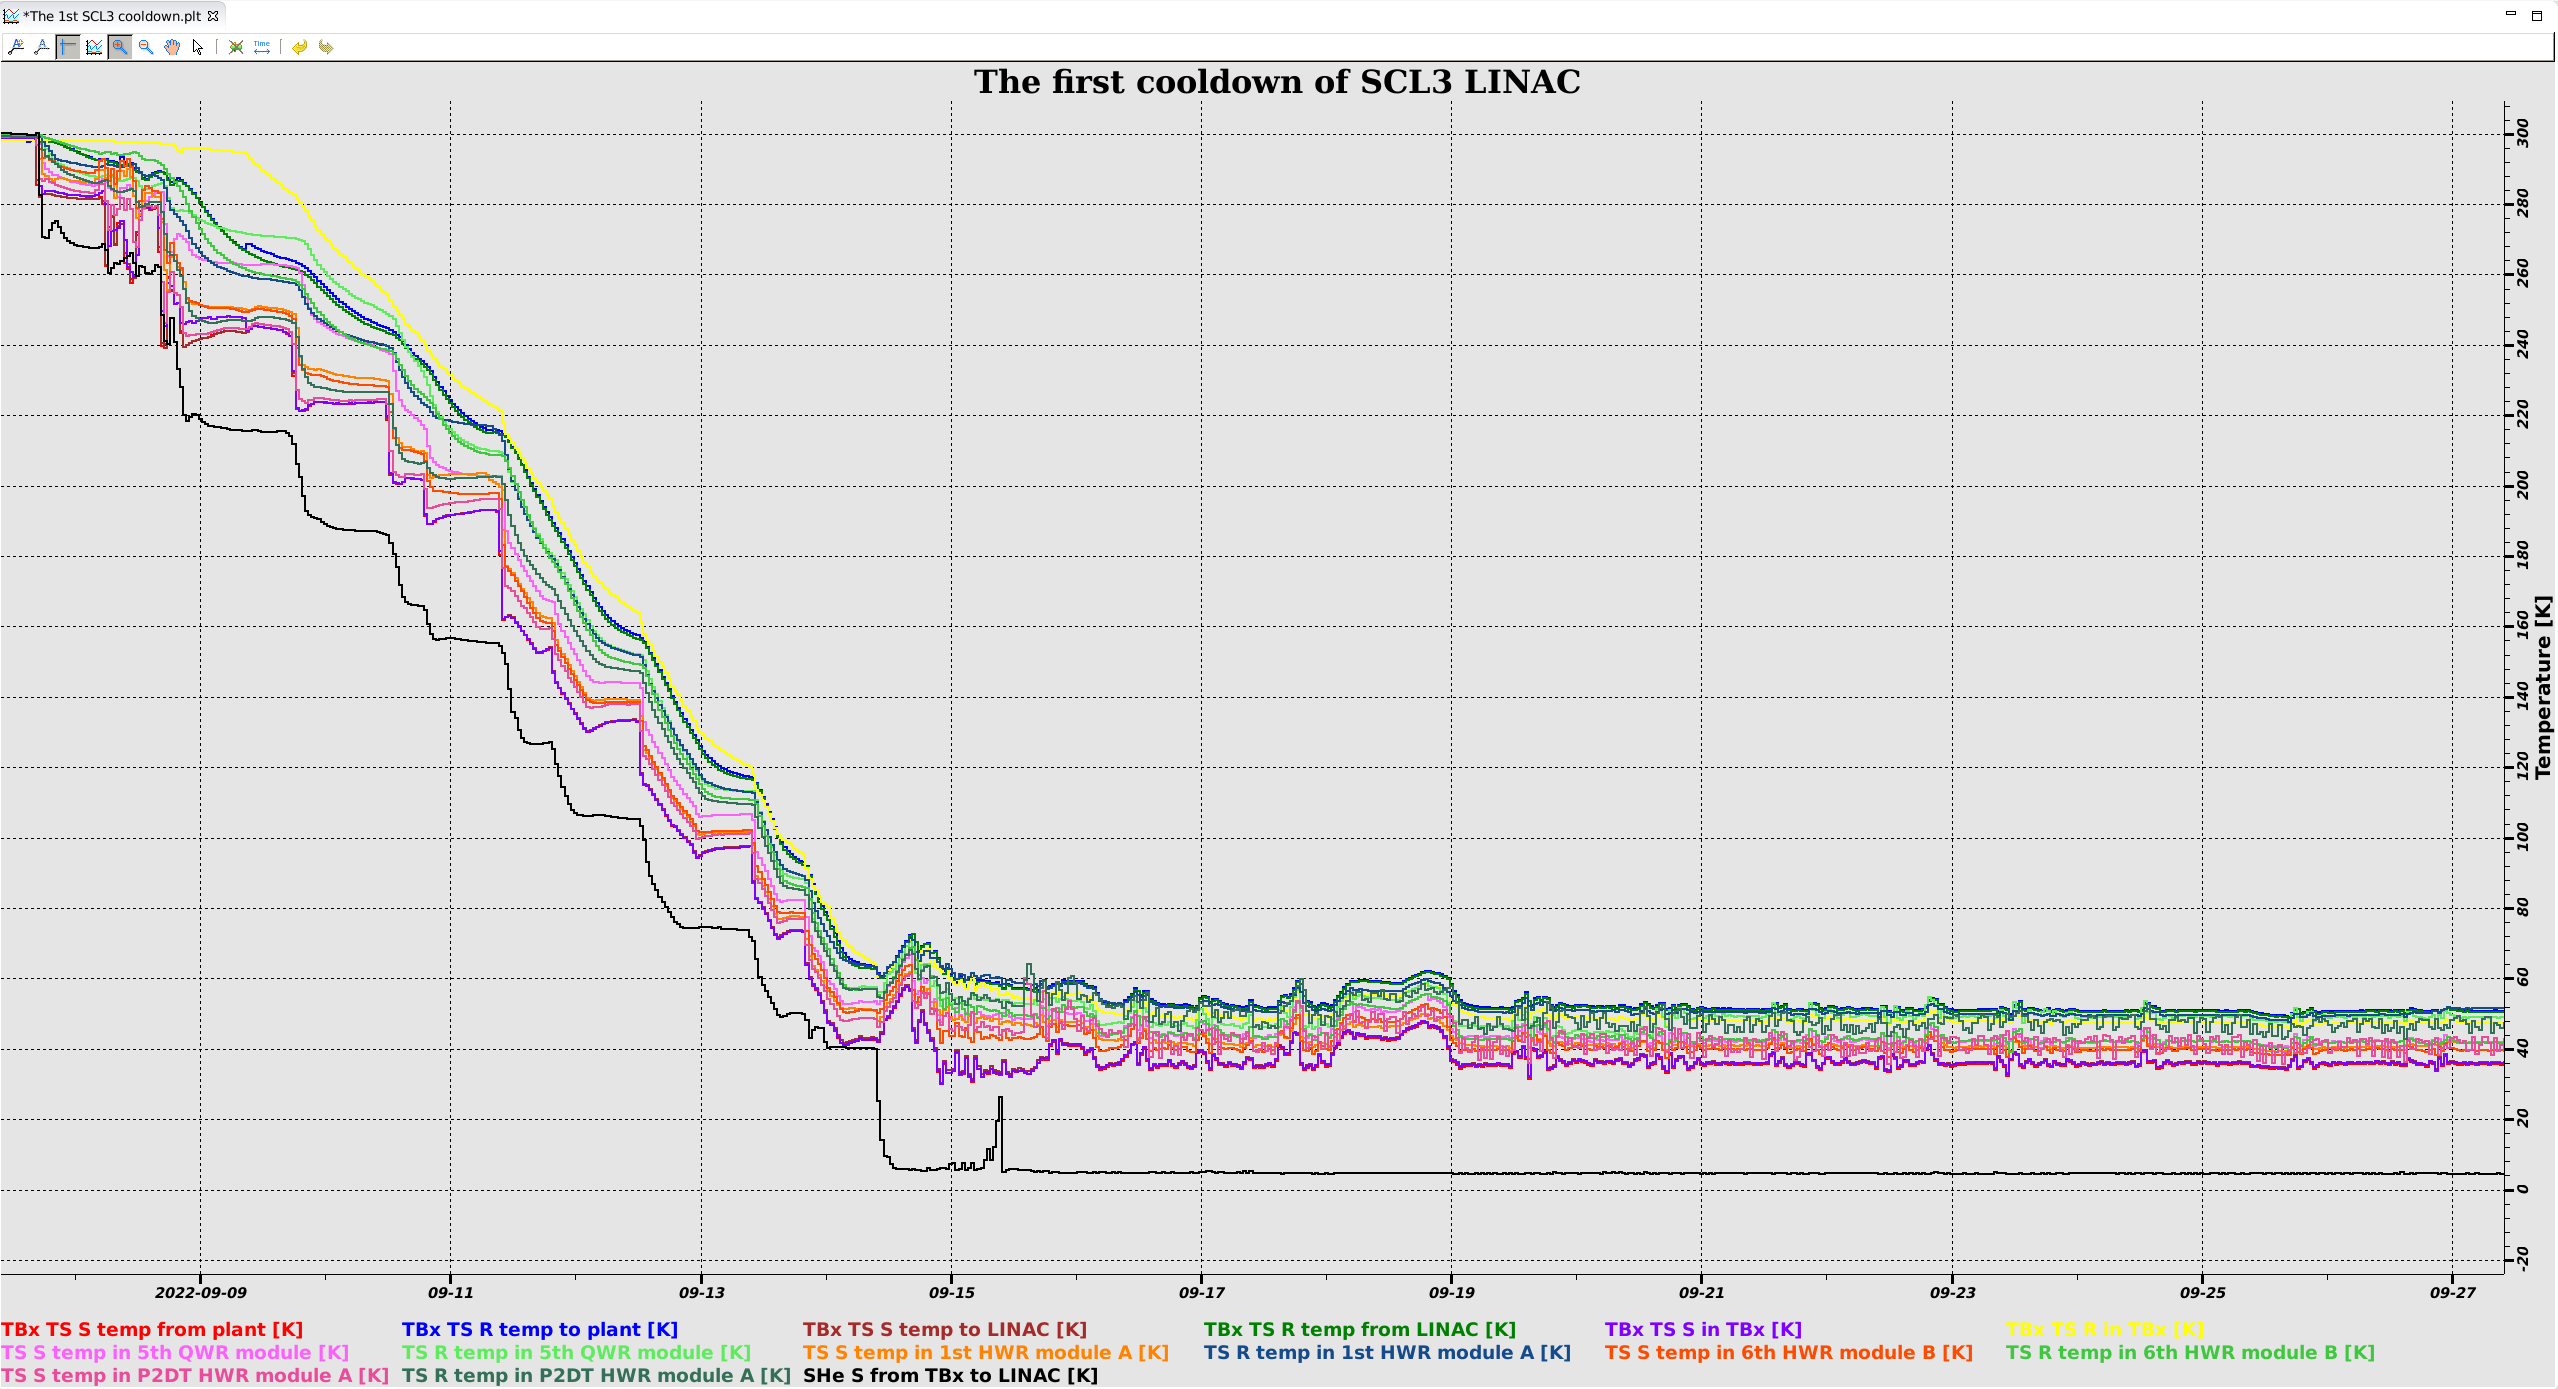 *The 1st SCL3 cooldown.plt
Time
The first cooldown of SCL3 LINAC
300
280
260
240
220
200
180
160
140
120
100
80
60
40
20
0
-20
Temperature [K]
2022-09-09 09-11 09-13 09-15 09-17 09-19 09-21 09-23 09-25 09-27
TBx TS S temp from plant [K] TBx TS R temp to plant [K] TBx TS S temp to LINAC [K] TBx TS R temp from LINAC [K] TBx TS S in TBx [K] TBx TS R in TBx [K]
TS S temp in 5th QWR module [K] TS R temp in 5th QWR module [K] TS S temp in 1st HWR module A [K] TS R temp in 1st HWR module A [K] TS S temp in 6th HWR module B [K] TS R temp in 6th HWR module B [K]
TS S temp in P2DT HWR module A [K] TS R temp in P2DT HWR module A [K] SHe S from TBx to LINAC [K]